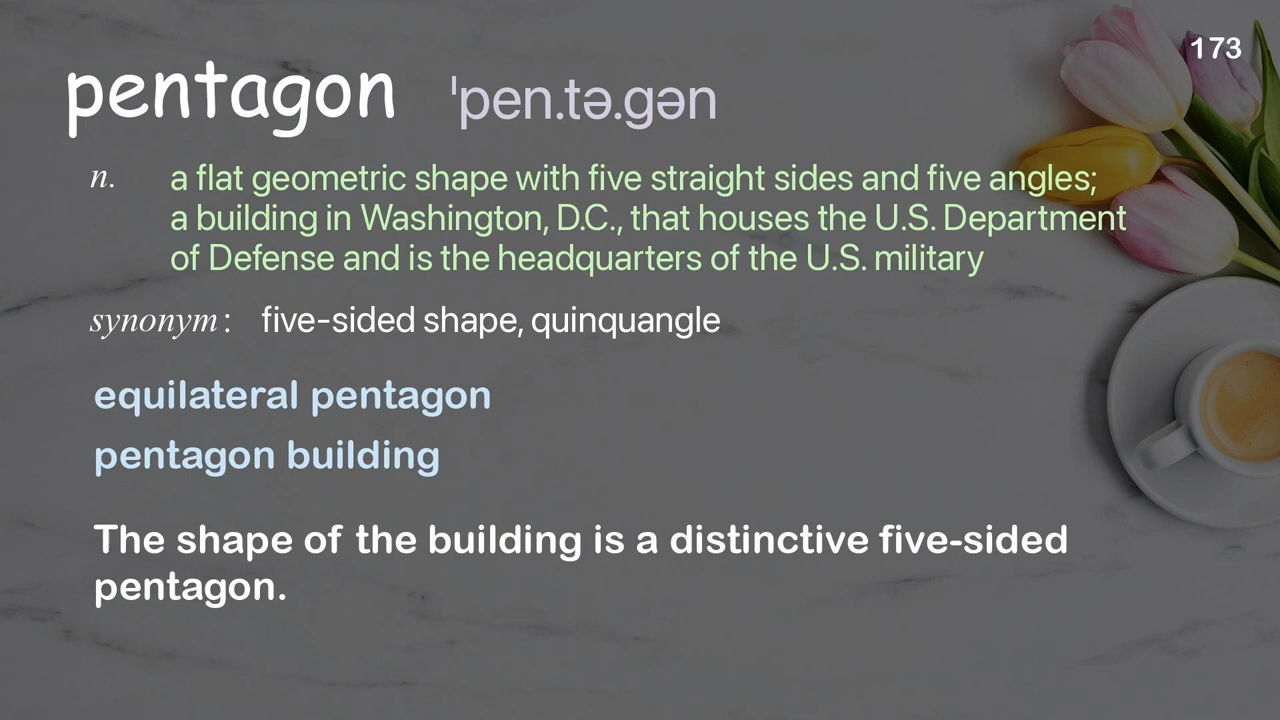 173
pentagon ˈpen.tə.gən
n. a flat geometric shape with five straight sides and five angles;
a building in Washington, D.C., that houses the U.S. Department
of Defense and is the headquarters of the U.S. military
synonym: five-sided shape, quinquangle
equilateral pentagon
pentagon building
The shape of the building is a distinctive five-sided
pentagon.